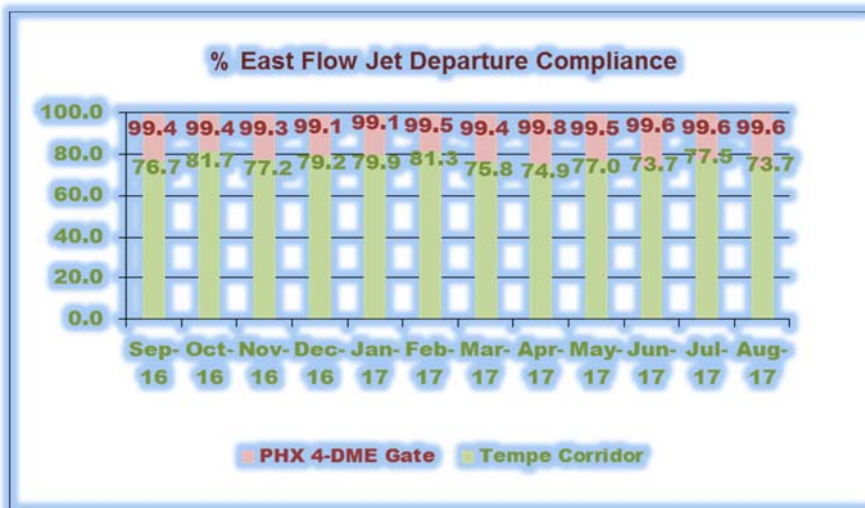 % East Flow Jet Departure Compliance
100.0
80.0
60.0
40.0
20.0
0.0
99.4 99.4 99.3 99.1 99.1 99.5 99.4 99.8 99.5 99.6 99.6 99.6
76.7 81.7 77.2 79.2 79.9 81.3 75.8 74.9 77.0 73.7 77.5 73.7
Sep- Oct- Nov- Dec- Jan- Feb- Mar- Apr- May- Jun- Jul- Aug-
16 16 16 16 17 17 17 17 17 17 17 17
PHX 4-DME Gate Tempe Corridor